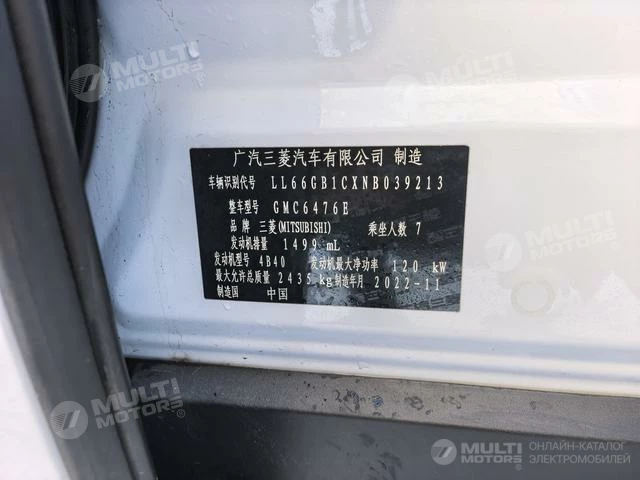 广汽三菱汽车有限公司 制造
车辆识别代号 LL66GB1CXNB039213
整车型号 GMC6476E
品 牌 三菱(MITSUBISHI) 乘坐人数 7
发动机排量 1499 mL
发动机型号 4B40 发动机最大净功率 120 kW
最大允许总质量 2435 kg 制造年月 2022-11
制造国 中国
MULTI MOTORS
MULTI MOTORS
MULTI MOTORS
MULTI MOTORS
MULTI MOTORS
ОНЛАЙН-КАТАЛОГ
ЭЛЕКТРОМОБИЛЕЙ